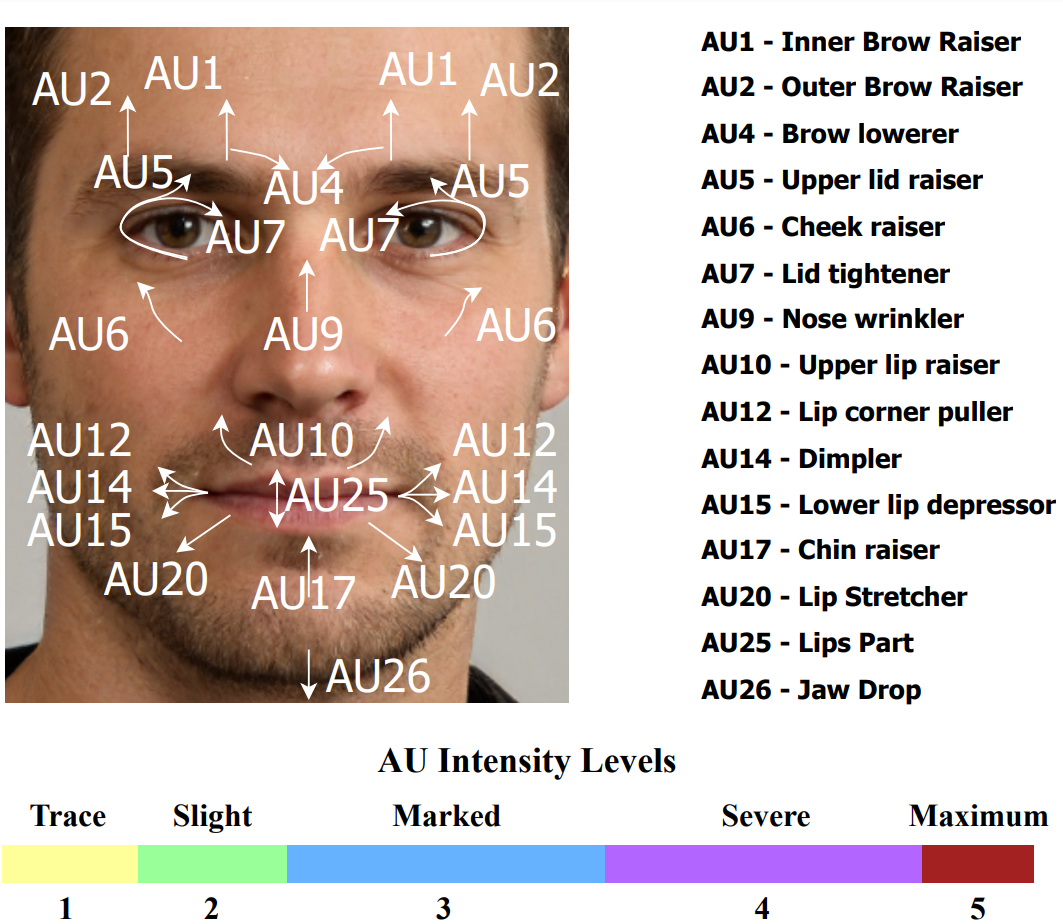 AU1 AU1
AU2 AU2
AU5 AU4 AU5
AU7 AU7
AU6 AU9 AU6
AU12 AU10 AU12
AU14 AU25 AU14
AU15 AU15
AU20 AU17 AU20
AU26
AU1 - Inner Brow Raiser
AU2 - Outer Brow Raiser
AU4 - Brow lowerer
AU5 - Upper lid raiser
AU6 - Cheek raiser
AU7 - Lid tightener
AU9 - Nose wrinkler
AU10 - Upper lip raiser
AU12 - Lip corner puller
AU14 - Dimpler
AU15 - Lower lip depressor
AU17 - Chin raiser
AU20 - Lip Stretcher
AU25 - Lips Part
AU26 - Jaw Drop
AU Intensity Levels
Trace Slight Marked Severe Maximum
1 2 3 4 5